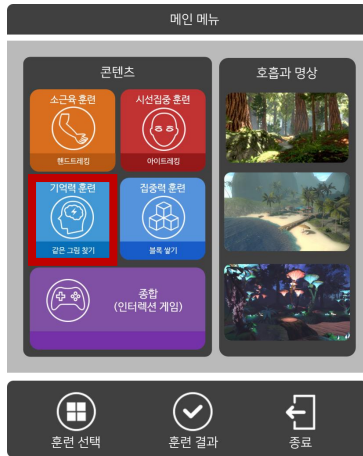 메인 메뉴
콘텐츠
호흡과 명상
소근육 훈련
핸드트레킹
시선집중 훈련
아이트레킹
기억력 훈련
같은 그림 찾기
집중력 훈련
블록 쌓기
종합
(인터렉션 게임)
훈련 선택
훈련 결과
종료